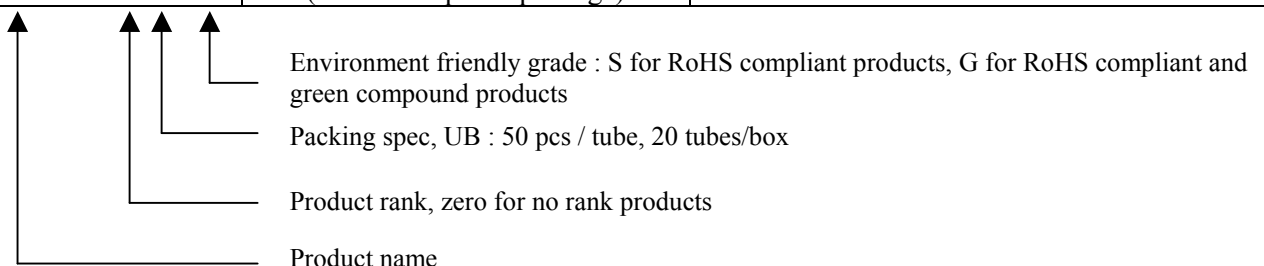 Environment friendly grade : S for RoHS compliant products, G for RoHS compliant and
green compound products
Packing spec, UB : 50 pcs / tube, 20 tubes/box
Product rank, zero for no rank products
Product name